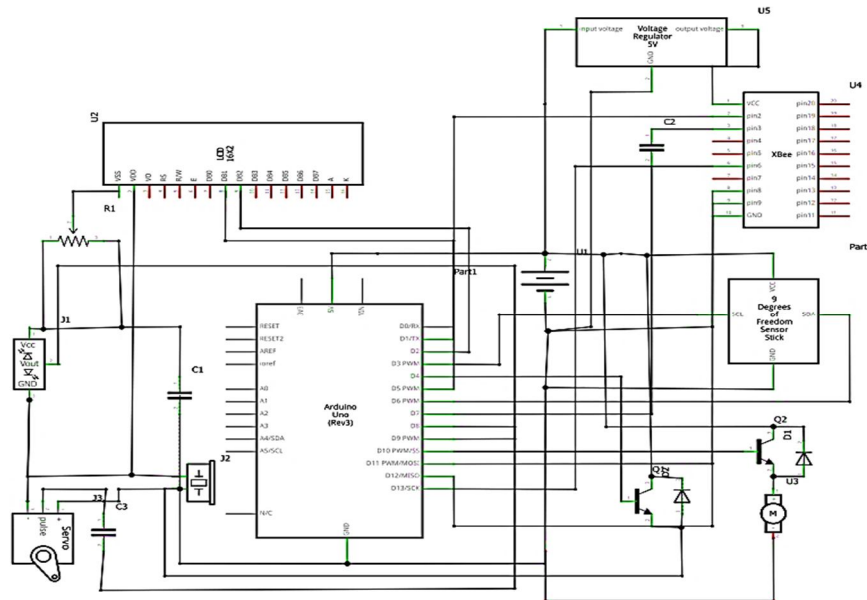 U5
input voltage
Voltage Regulator 5V
output voltage
GND
U4
VCC
pin2
pin3
pin4
pin5
pin6
pin7
pin8
pin9
GND
XBee
pin20
pin19
pin18
pin17
pin16
pin15
pin14
pin13
pin12
pin11
C2
U2
LCD
16X2
VSS
VDD
VO
RS
R/W
E
DB0
DB1
DB2
DB3
DB4
DB5
DB6
DB7
A
K
R1
U1
Part1
Part
VCC
SCL
9 Degrees of Freedom Sensor Stick
SDA
GND
J1
Vcc
Vout
GND
C1
J2
3V3
5V
VIN
RESET
RESET2
AREF
ioref
A0
A1
A2
A3
A4/SDA
A5/SCL
N/C
Arduino
Uno
(Rev3)
D0/RX
D1/TX
D2
D3 PWM
D4
D5 PWM
D6 PWM
D7
D8
D9 PWM
D10 PWM/SS
D11 PWM/MOSI
D12/MISO
D13/SCK
GND
Q2
D1
U3
M
D2
J3
C3
pulse
+
Servo